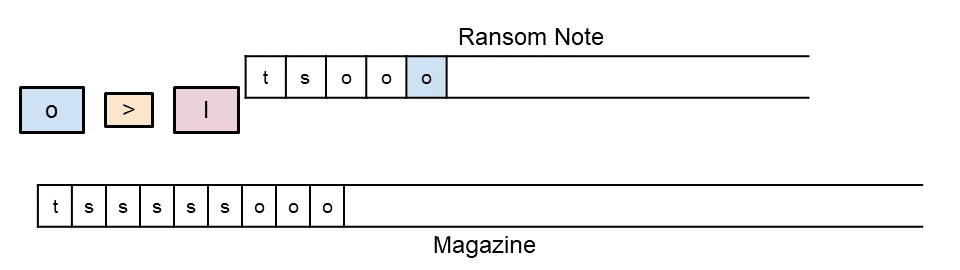 Ransom Note
t s o o o
o > l
t s s s s s o o o
Magazine